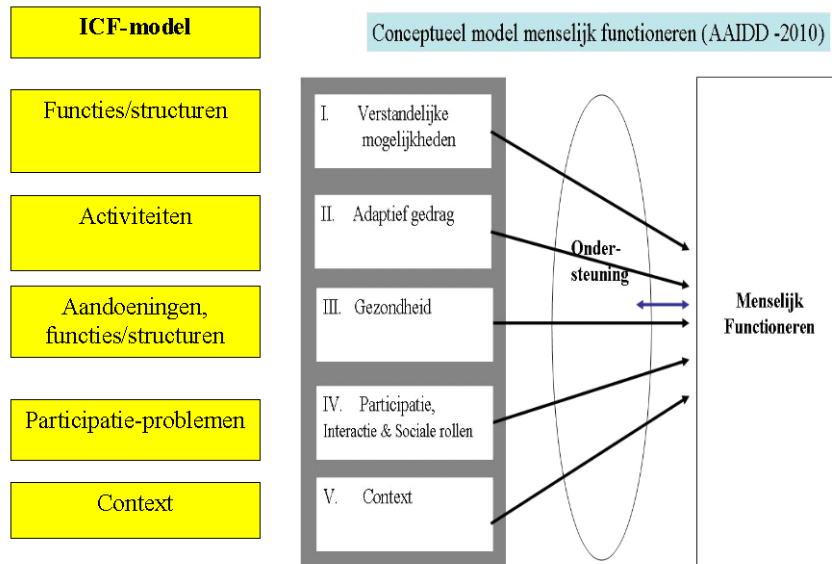 ICF-model
Conceptueel model menselijk functioneren (AAIDD -2010)
Functies/structuren
Activiteiten
Aandoeningen,
functies/structuren
Participatie-problemen
Context
I. Verstandelijke
mogelijkheden
II. Adaptief gedrag
III. Gezondheid
IV. Participatie,
Interactie & Sociale rollen
V. Context
Onder-
steuning
Menselijk
Functioneren